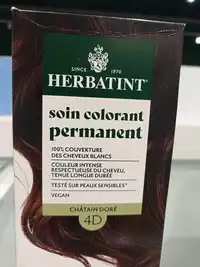 SINCE 1970
HERBATINT
soin colorant
permanent
100% COUVERTURE
DES CHEVEUX BLANCS
COULEUR INTENSE
RESPECTUEUSE DU CHEVEU,
TENUE LONGUE DURÉE
TESTÉ SUR PEAUX SENSIBLES*
VEGAN
CHÂTAIN DORÉ
4D